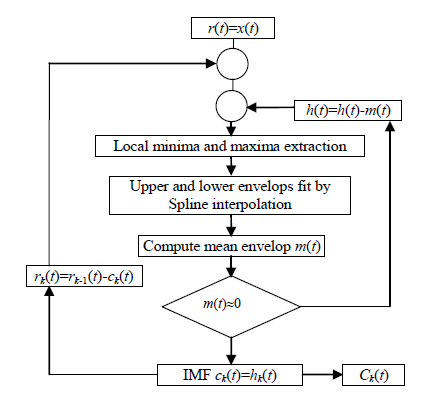 r(t)=x(t)
h(t)=h(t)-m(t)
Local minima and maxima extraction
Upper and lower envelops fit by
Spline interpolation
Compute mean envelop m(t)
rk(t)=rk-1(t)-ck(t)
m(t)≈0
IMF ck(t)=hk(t)
Ck(t)